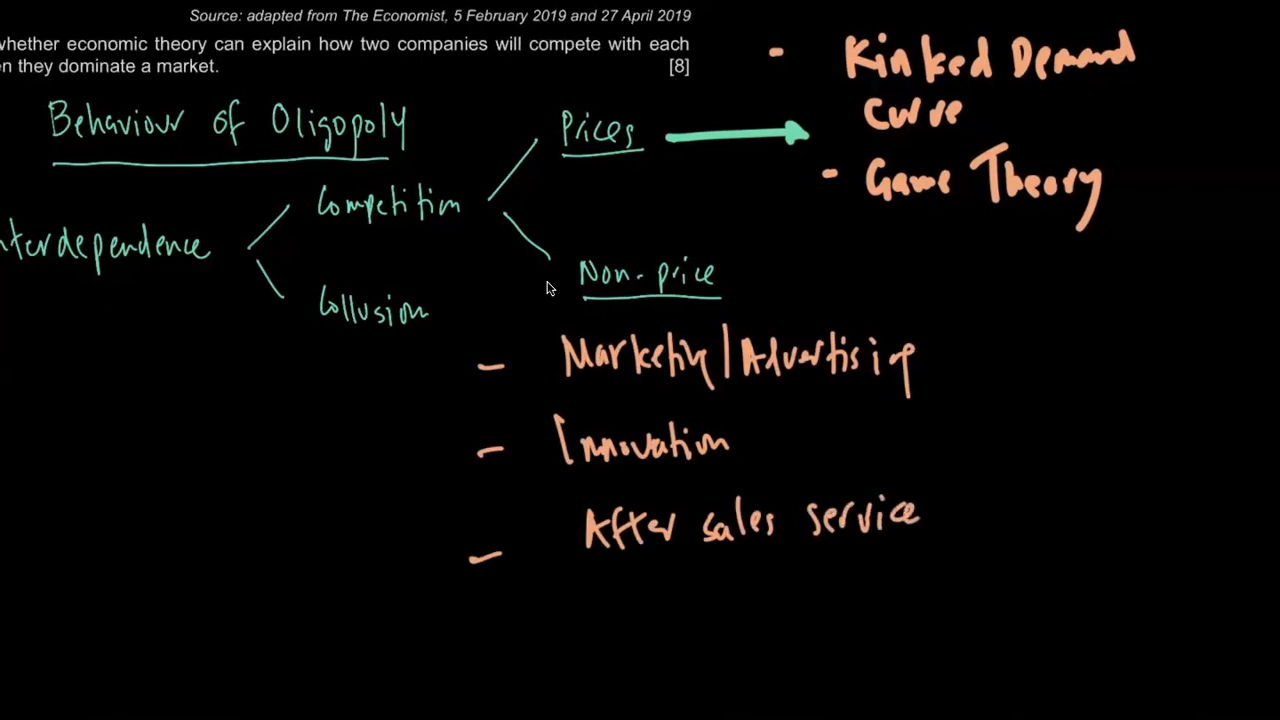 Source: adapted from The Economist, 5 February 2019 and 27 April 2019
whether economic theory can explain how two companies will compete with each
en they dominate a market. [8]
Behaviour of Oligopoly
Prices
- Kinked Demand
Curve
- Game Theory
Competition
nterdependence
Collusion
Non-price
- Marketing/Advertising
- Innovation
- After sales service